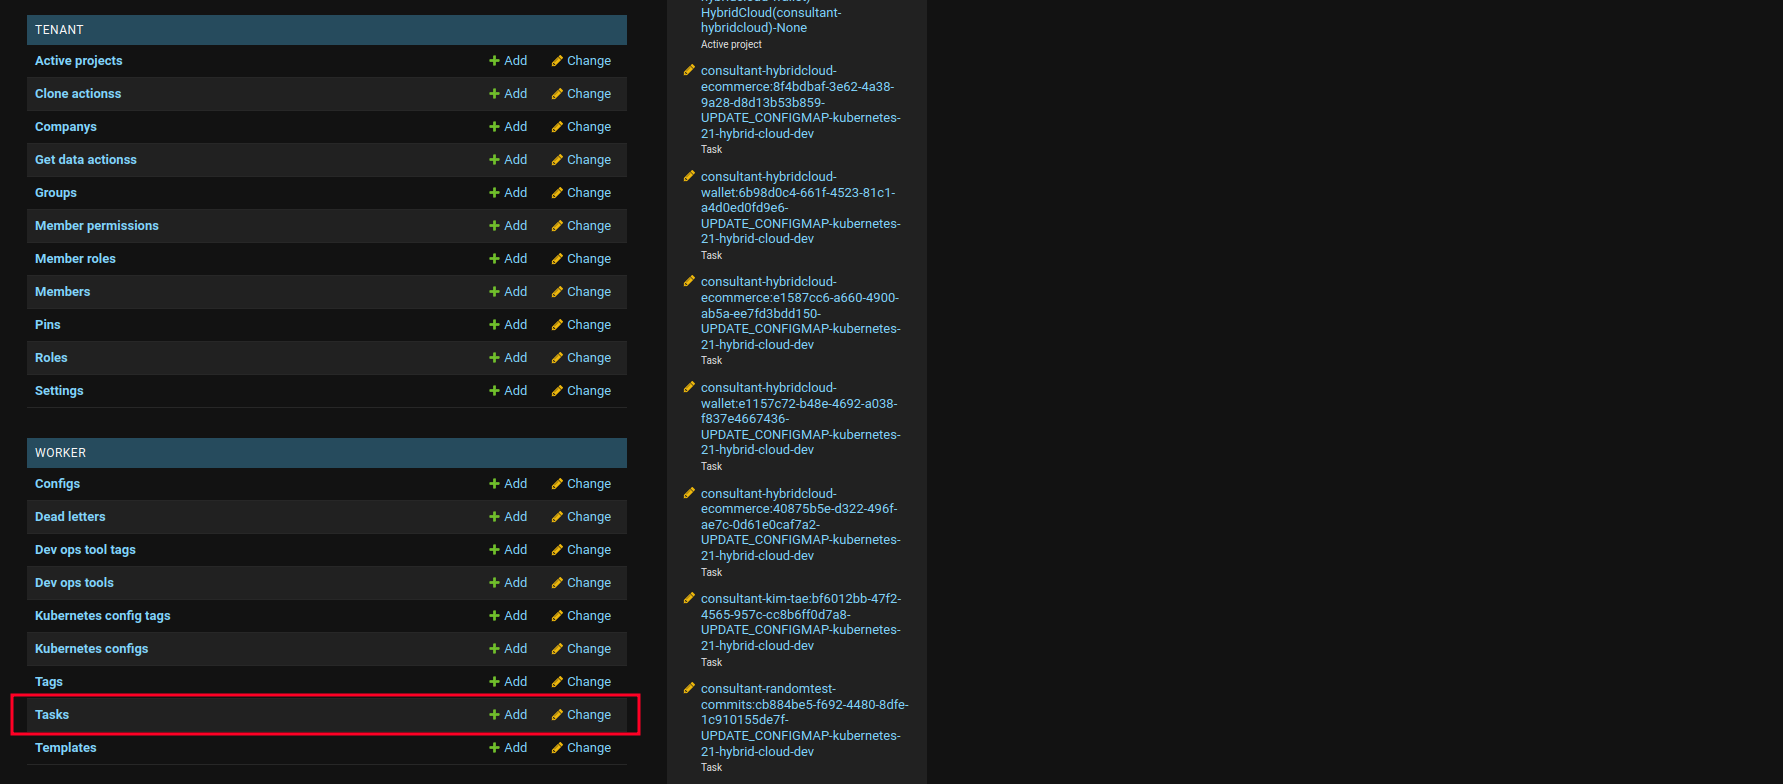 TENANT
Active projects Add Change
Clone actionss Add Change
Companys Add Change
Get data actionss Add Change
Groups Add Change
Member permissions Add Change
Member roles Add Change
Members Add Change
Pins Add Change
Roles Add Change
Settings Add Change
WORKER
Configs Add Change
Dead letters Add Change
Dev ops tool tags Add Change
Dev ops tools Add Change
Kubernetes config tags Add Change
Kubernetes configs Add Change
Tags Add Change
Tasks Add Change
Templates Add Change
HybridCloud(consultant-
hybridcloud)-None
Active project
consultant-hybridcloud-
ecommerce:8f4bdbaf-3e62-4a38-
9a28-d8d13b53b859-
UPDATE_CONFIGMAP-kubernetes-
21-hybrid-cloud-dev
Task
consultant-hybridcloud-
wallet:6b98d0c4-661f-4523-81c1-
a4d0ed0fd9e6-
UPDATE_CONFIGMAP-kubernetes-
21-hybrid-cloud-dev
Task
consultant-hybridcloud-
ecommerce:e1587cc6-a660-4900-
ab5a-ee7fd3bdd150-
UPDATE_CONFIGMAP-kubernetes-
21-hybrid-cloud-dev
Task
consultant-hybridcloud-
wallet:e1157c72-b48e-4692-a038-
f837e4667436-
UPDATE_CONFIGMAP-kubernetes-
21-hybrid-cloud-dev
Task
consultant-hybridcloud-
ecommerce:40875b5e-d322-496f-
ae7c-0d61e0caf7a2-
UPDATE_CONFIGMAP-kubernetes-
21-hybrid-cloud-dev
Task
consultant-kim-tae:bf6012bb-47f2-
4565-957c-cc8b6ff0d7a8-
UPDATE_CONFIGMAP-kubernetes-
21-hybrid-cloud-dev
Task
consultant-randomtest-
commits:cb884be5-f692-4480-8dfe-
1c910155de7f-
UPDATE_CONFIGMAP-kubernetes-
21-hybrid-cloud-dev
Task